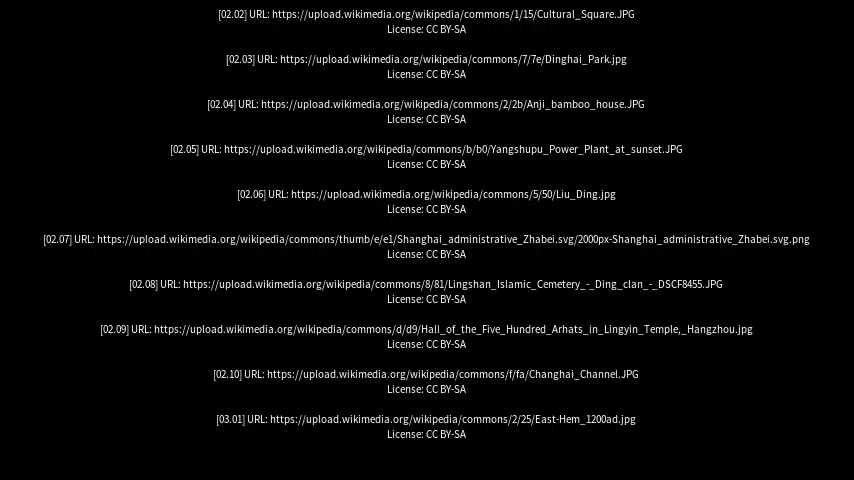 [02.02] URL: https://upload.wikimedia.org/wikipedia/commons/1/15/Cultural_Square.JPG
License: CC BY-SA
[02.03] URL: https://upload.wikimedia.org/wikipedia/commons/7/7e/Dinghai_Park.jpg
License: CC BY-SA
[02.04] URL: https://upload.wikimedia.org/wikipedia/commons/2/2b/Anji_bamboo_house.JPG
License: CC BY-SA
[02.05] URL: https://upload.wikimedia.org/wikipedia/commons/b/b0/Yangshupu_Power_Plant_at_sunset.JPG
License: CC BY-SA
[02.06] URL: https://upload.wikimedia.org/wikipedia/commons/5/50/Liu_Ding.jpg
License: CC BY-SA
[02.07] URL: https://upload.wikimedia.org/wikipedia/commons/thumb/e/e1/Shanghai_administrative_Zhabei.svg/2000px-Shanghai_administrative_Zhabei.svg.png
License: CC BY-SA
[02.08] URL: https://upload.wikimedia.org/wikipedia/commons/8/81/Lingshan_Islamic_Cemetery_-_Ding_clan_-_DSCF8455.JPG
License: CC BY-SA
[02.09] URL: https://upload.wikimedia.org/wikipedia/commons/d/d9/Hall_of_the_Five_Hundred_Arhats_in_Lingyin_Temple,_Hangzhou.jpg
License: CC BY-SA
[02.10] URL: https://upload.wikimedia.org/wikipedia/commons/f/fa/Changhai_Channel.JPG
License: CC BY-SA
[03.01] URL: https://upload.wikimedia.org/wikipedia/commons/2/25/East-Hem_1200ad.jpg
License: CC BY-SA